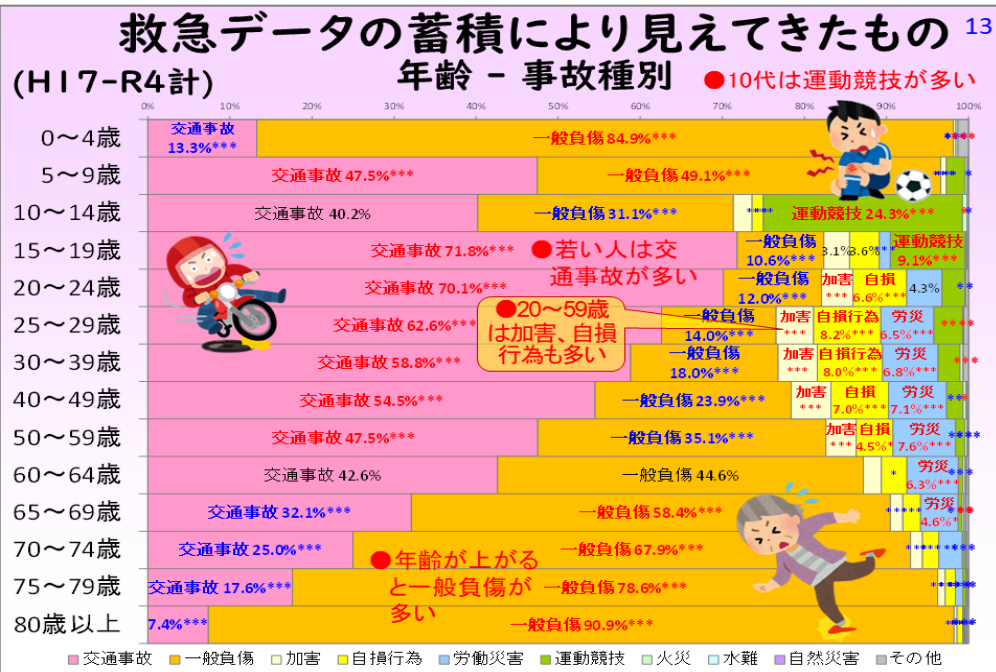 救急データの蓄積により見えてきたもの
13
(H17-R4計)
年齢 - 事故種別
●10代は運動競技が多い
0% 10% 20% 30% 40% 50% 60% 70% 80% 90% 100%
0～4歳
交通事故
13.3%***
一般負傷 84.9%***
5～9歳
交通事故 47.5%***
一般負傷 49.1%***
10～14歳
交通事故 40.2%
一般負傷 31.1%***
運動競技 24.3%***
15～19歳
交通事故 71.8%***
一般負傷
10.6%***
3.1%
3.6%
運動競技
9.1%***
●若い人は交
通事故が多い
20～24歳
交通事故 70.1%***
一般負傷
12.0%***
加害
***
自損
6.6%***
4.3%
25～29歳
交通事故 62.6%***
一般負傷
14.0%***
加害
***
自損行為
8.2%***
労災
6.5%***
●20～59歳
は加害、自損
行為も多い
30～39歳
交通事故 58.8%***
一般負傷
18.0%***
加害
***
自損行為
8.0%***
労災
6.8%***
40～49歳
交通事故 54.5%***
一般負傷 23.9%***
加害
***
自損
7.0%***
労災
7.1%***
50～59歳
交通事故 47.5%***
一般負傷 35.1%***
加害
***
自損
4.5%*
労災
7.6%***
60～64歳
交通事故 42.6%
一般負傷 44.6%
*
労災
6.3%***
65～69歳
交通事故 32.1%***
一般負傷 58.4%***
労災
4.6%*
70～74歳
交通事故 25.0%***
一般負傷 67.9%***
●年齢が上がる
と一般負傷が
多い
75～79歳
交通事故 17.6%***
一般負傷 78.6%***
80歳以上
7.4%***
一般負傷 90.9%***
交通事故 一般負傷 加害 自損行為 労働災害 運動競技 火災 水難 自然災害 その他